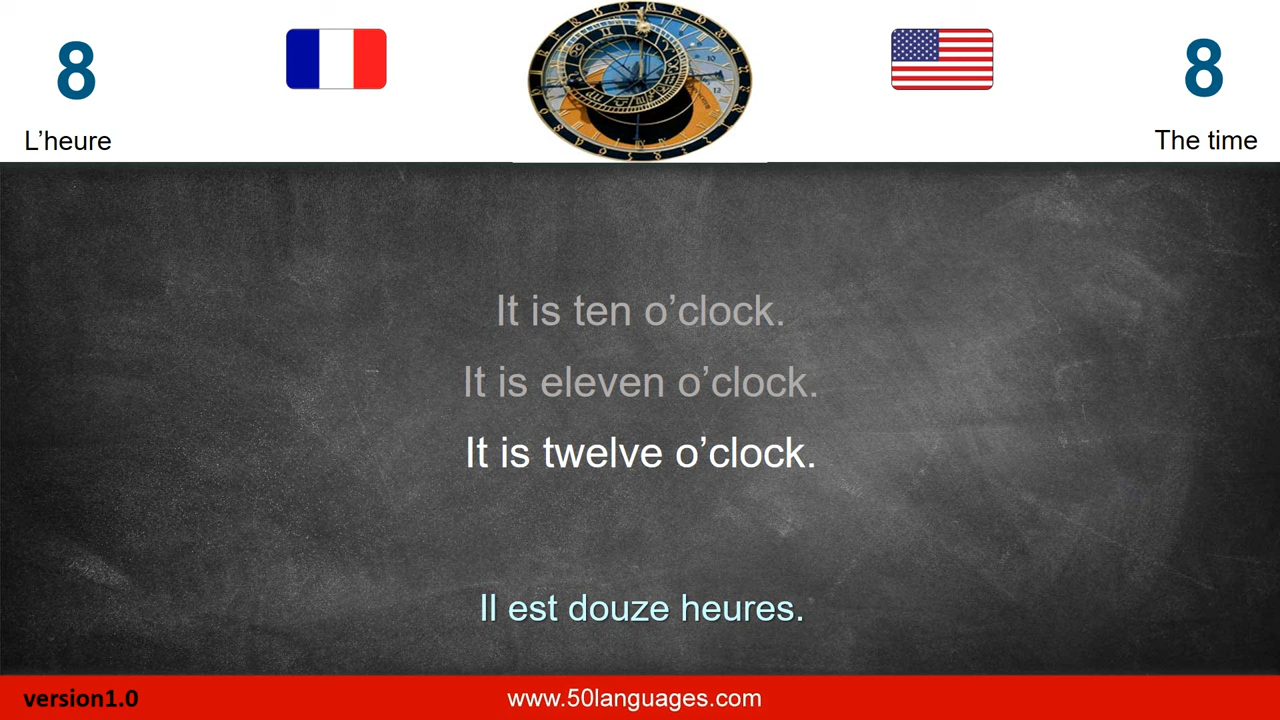 8
8
L’heure
The time
It is ten o’clock.
It is eleven o’clock.
It is twelve o’clock.
Il est douze heures.
version1.0
www.50languages.com